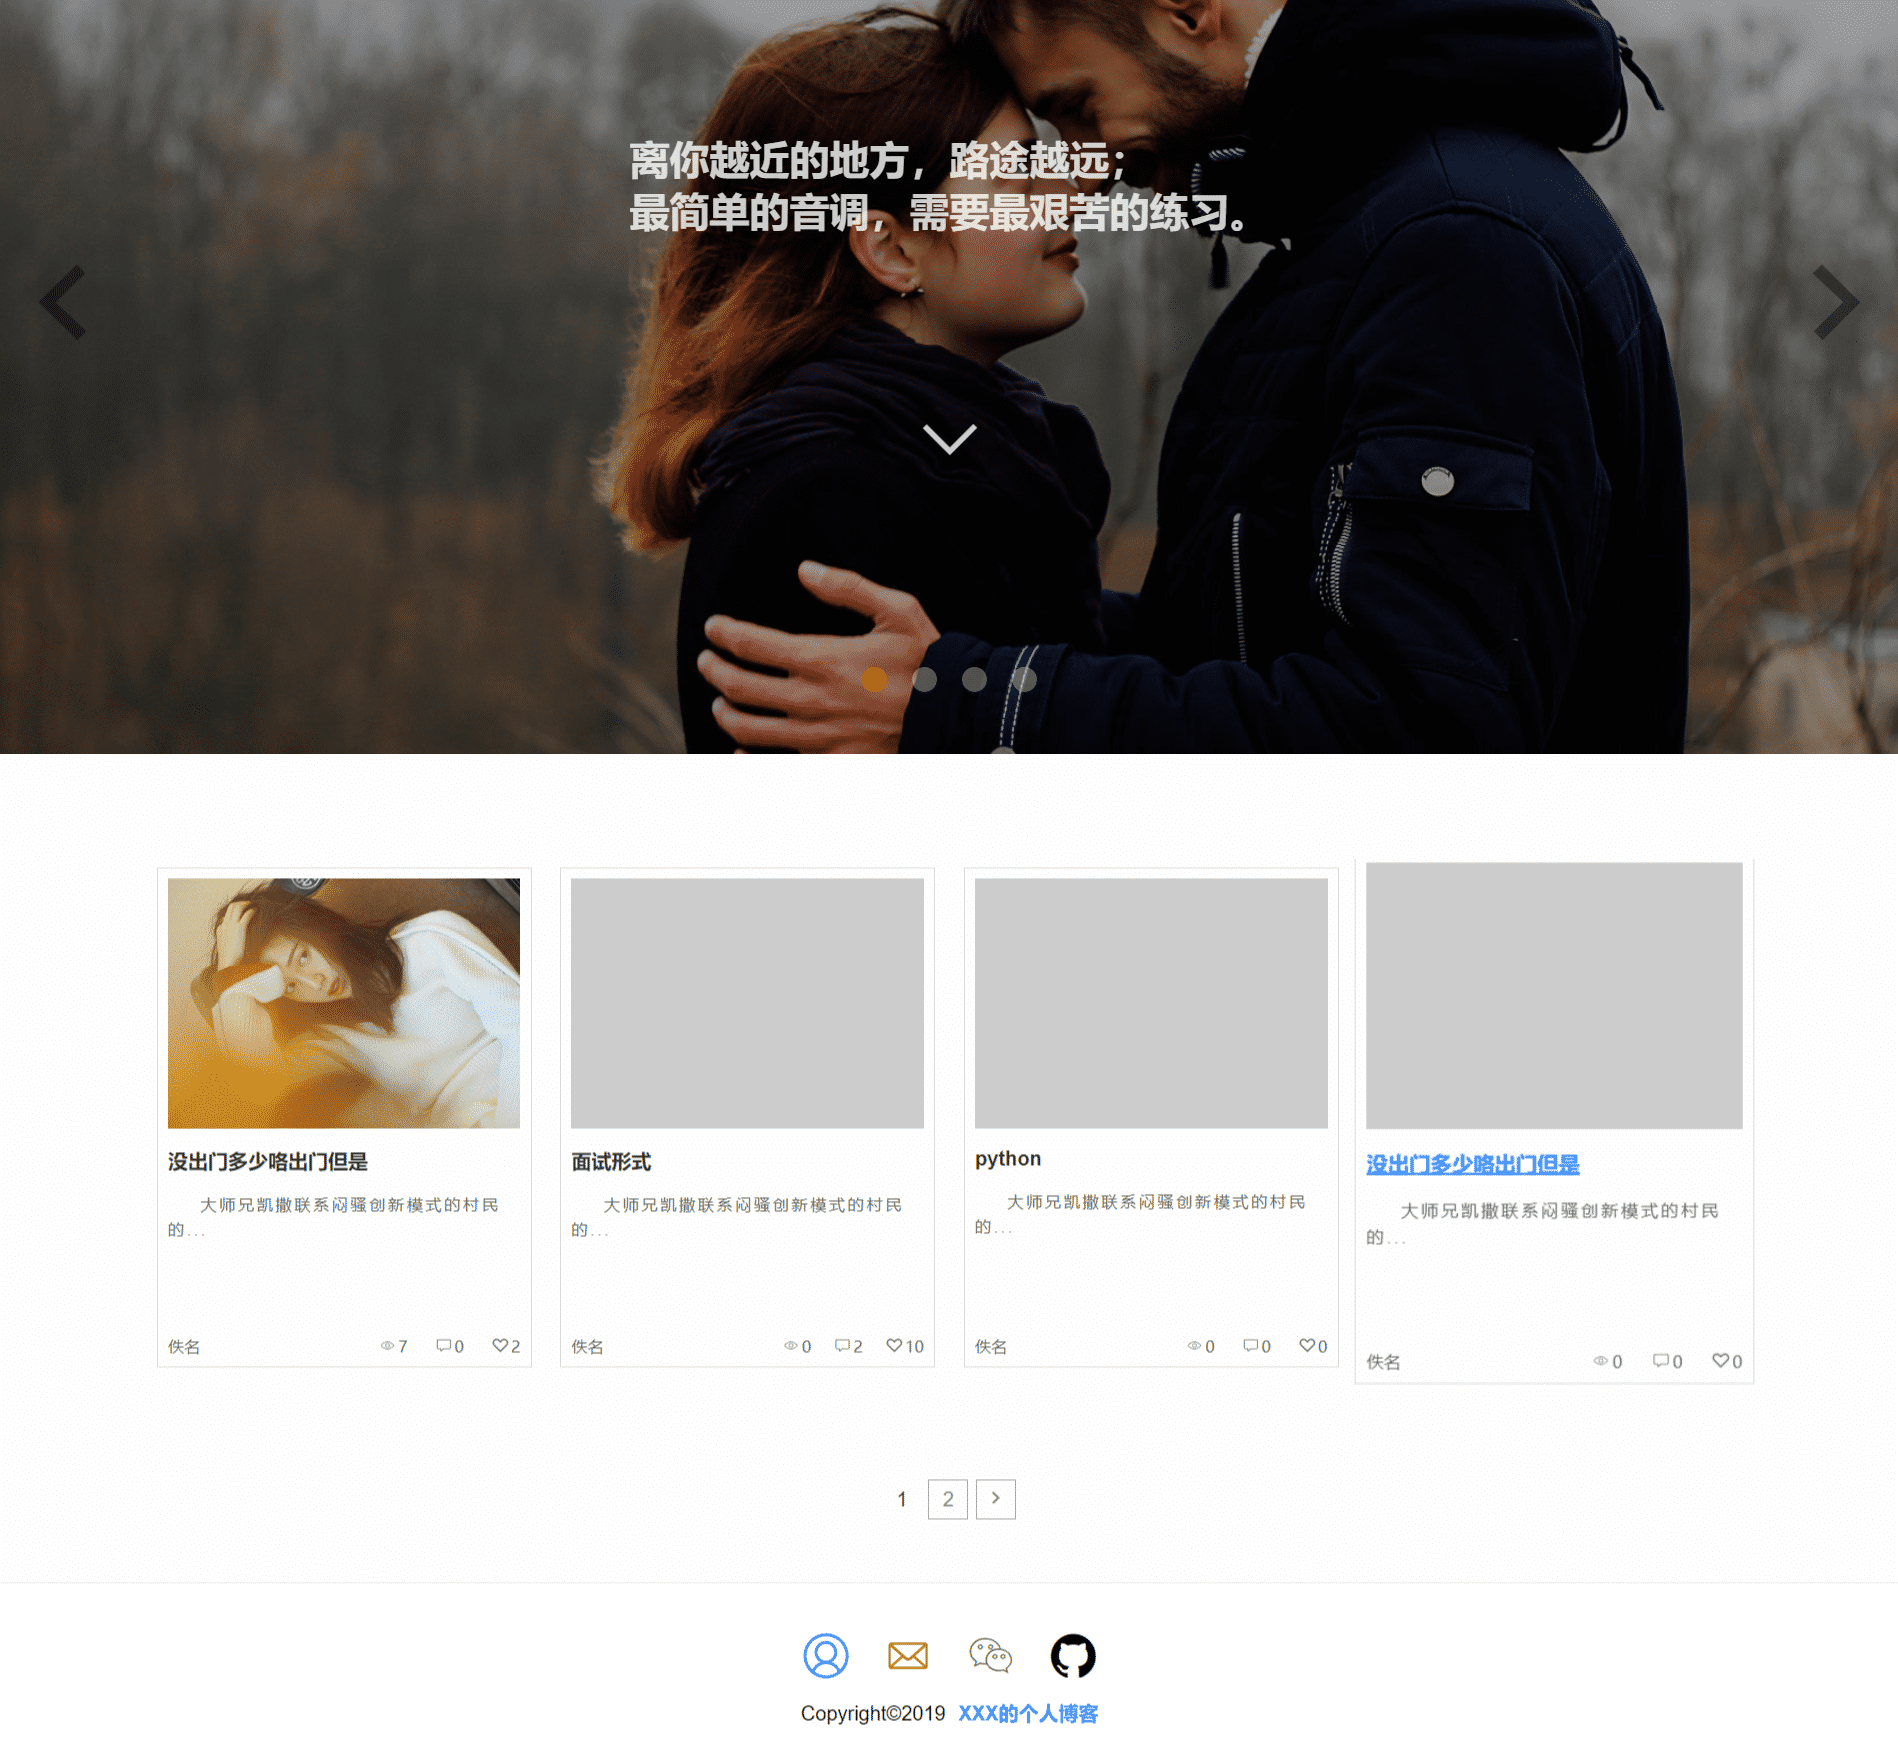 离你越近的地方，路途越远；
最简单的音调，需要最艰苦的练习。
没出门多少咯出门但是
大师兄凯撒联系闷骚创新模式的村民
的...
佚名 7 0 2
面试形式
大师兄凯撒联系闷骚创新模式的村民
的...
佚名 0 2 10
python
大师兄凯撒联系闷骚创新模式的村民
的...
佚名 0 0 0
没出门多少咯出门但是
大师兄凯撒联系闷骚创新模式的村民
的...
佚名 0 0 0
1 2 >
Copyright©2019 XXX的个人博客